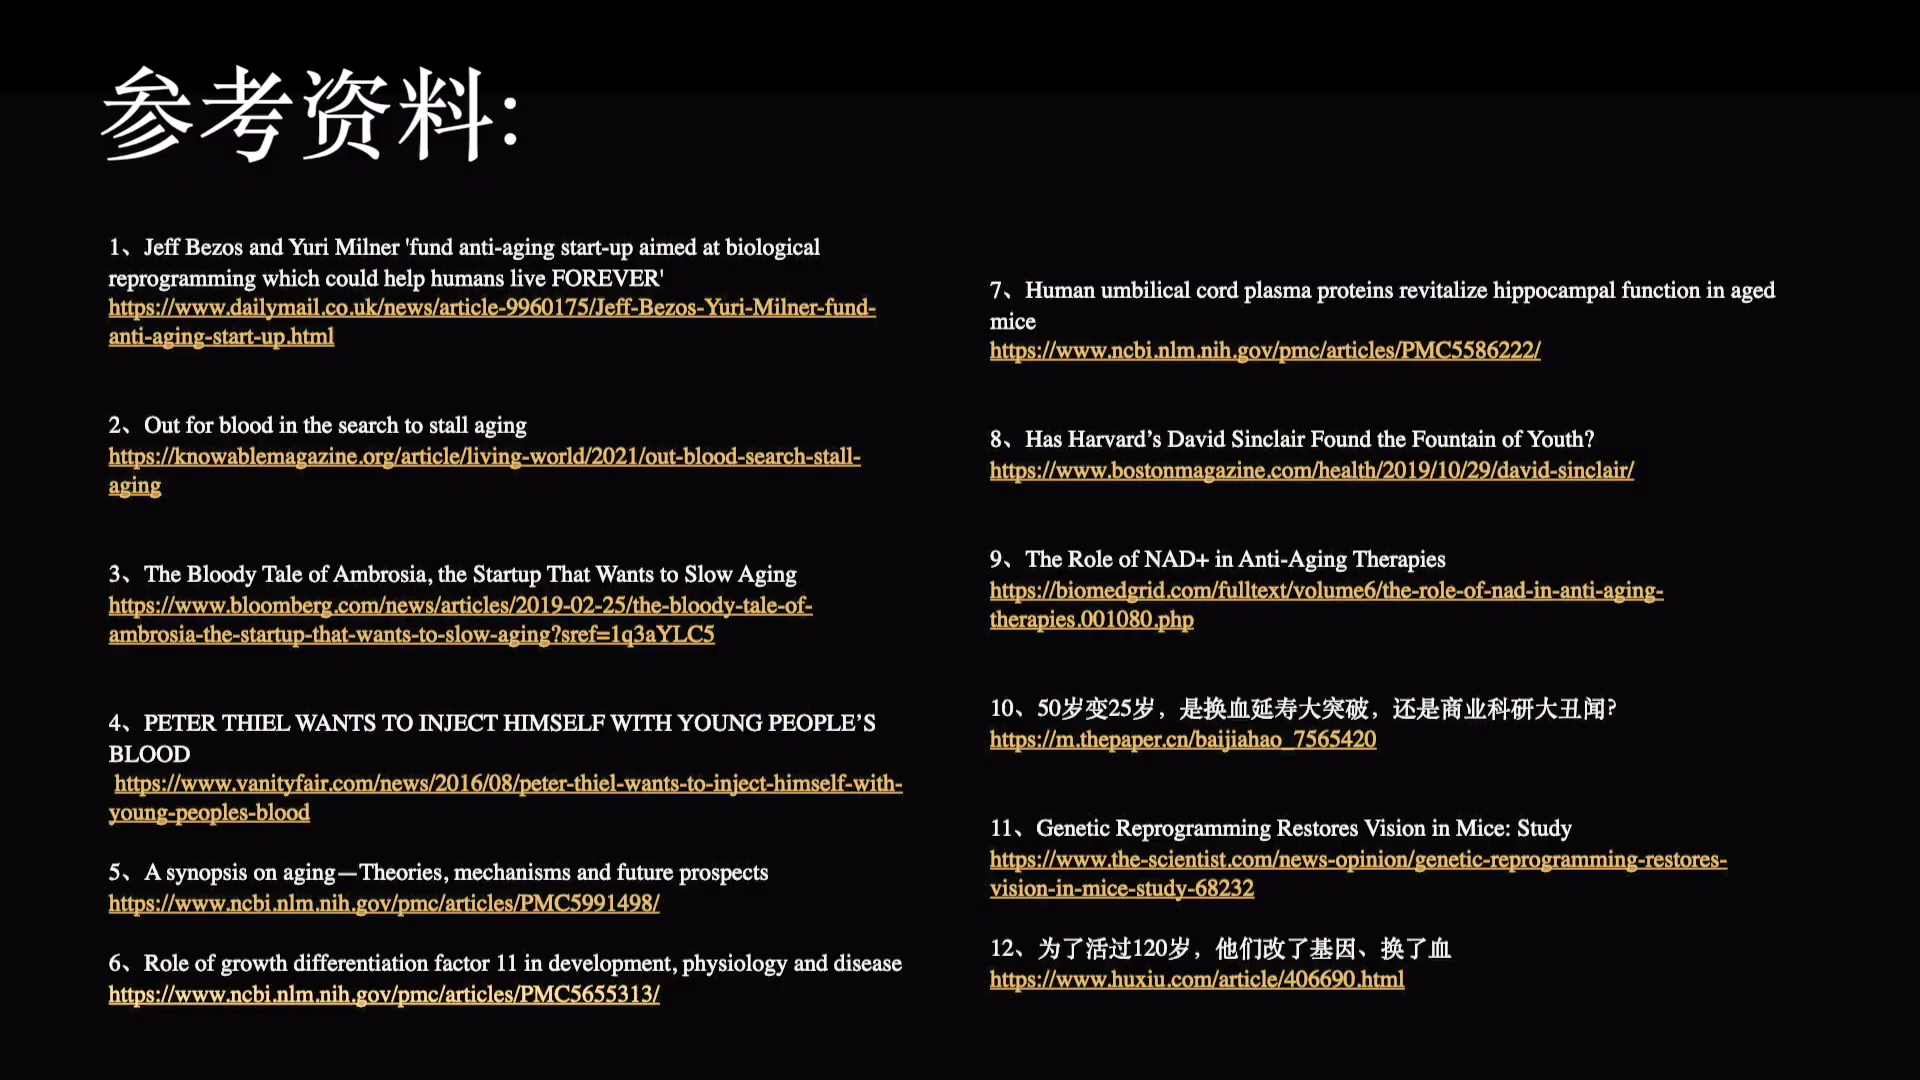 参考资料:
1、Jeff Bezos and Yuri Milner 'fund anti-aging start-up aimed at biological
reprogramming which could help humans live FOREVER'
https://www.dailymail.co.uk/news/article-9960175/Jeff-Bezos-Yuri-Milner-fund-
anti-aging-start-up.html
2、Out for blood in the search to stall aging
https://knowablemagazine.org/article/living-world/2021/out-blood-search-stall-
aging
3、The Bloody Tale of Ambrosia, the Startup That Wants to Slow Aging
https://www.bloomberg.com/news/articles/2019-02-25/the-bloody-tale-of-
ambrosia-the-startup-that-wants-to-slow-aging?sref=1q3aYLC5
4、PETER THIEL WANTS TO INJECT HIMSELF WITH YOUNG PEOPLE’S
BLOOD
https://www.vanityfair.com/news/2016/08/peter-thiel-wants-to-inject-himself-with-
young-peoples-blood
5、A synopsis on aging—Theories, mechanisms and future prospects
https://www.ncbi.nlm.nih.gov/pmc/articles/PMC5991498/
6、Role of growth differentiation factor 11 in development, physiology and disease
https://www.ncbi.nlm.nih.gov/pmc/articles/PMC5655313/
7、Human umbilical cord plasma proteins revitalize hippocampal function in aged
mice
https://www.ncbi.nlm.nih.gov/pmc/articles/PMC5586222/
8、Has Harvard’s David Sinclair Found the Fountain of Youth?
https://www.bostonmagazine.com/health/2019/10/29/david-sinclair/
9、The Role of NAD+ in Anti-Aging Therapies
https://biomedgrid.com/fulltext/volume6/the-role-of-nad-in-anti-aging-
therapies.001080.php
10、50岁变25岁，是换血延寿大突破，还是商业科研大丑闻?
https://m.thepaper.cn/baijiahao_7565420
11、Genetic Reprogramming Restores Vision in Mice: Study
https://www.the-scientist.com/news-opinion/genetic-reprogramming-restores-
vision-in-mice-study-68232
12、为了活过120岁，他们改了基因、换了血
https://www.huxiu.com/article/406690.html